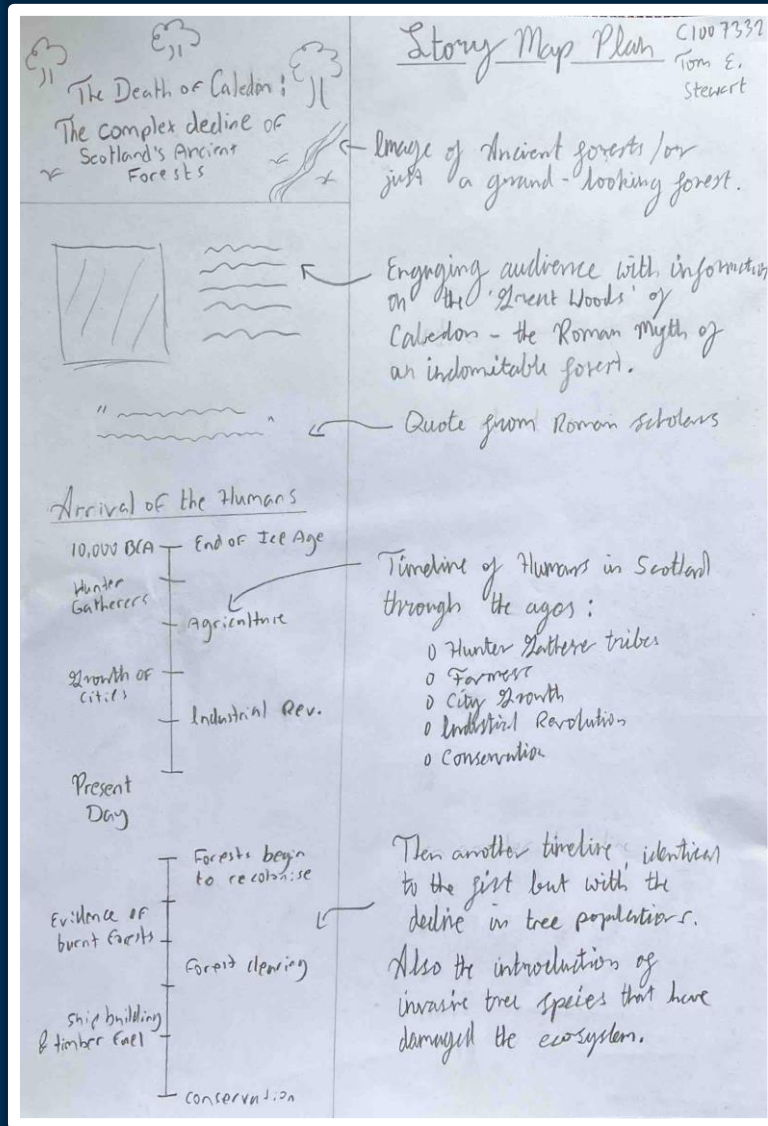 Story Map Plan
C1007332
Tom E.
Stewart
The Death of Caledon:
The complex decline of
Scotland's Ancient
Forests
Image of Ancient forests/or
just a grand-looking forest.
Engaging audience with information
on the 'Great Woods' of
Caledon - the Roman Myth of
an indomitable forest.
Quote from Roman scholars
Arrival of the Humans
10,000 BCA
End of Ice Age
Hunter
Gatherers
Agriculture
Growth of
Cities
Industrial Rev.
Present
Day
Timeline of Humans in Scotland
through the ages:
o Hunter Gathere tribes
o Farmers
o City Growth
o Industrial Revolution
o Conservation
Forests begin
to recolonise
Evidence of
burnt forests
Forest clearing
Ship building
& timber fuel
Conservation
Then another timeline, identical
to the first but with the
decline in tree populations.
Also the introduction of
invasive tree species that have
damaged the ecosystem.